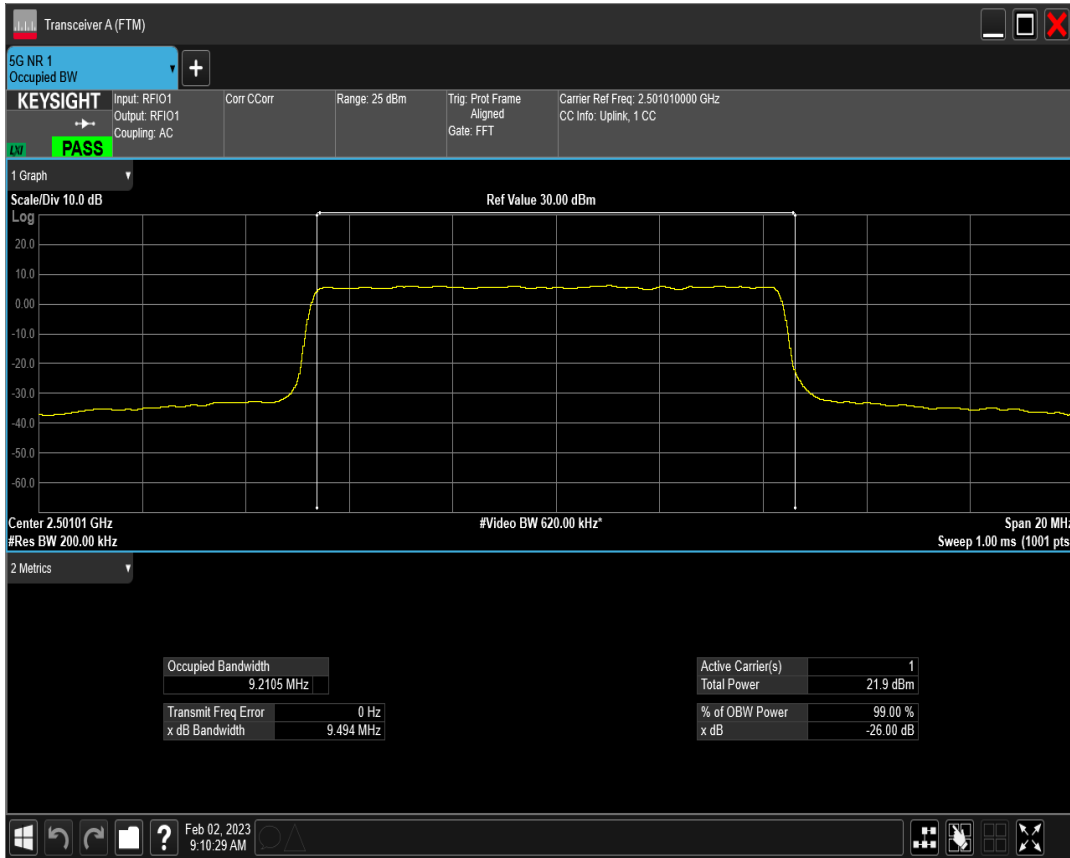 Transceiver A (FTM)
5G NR 1
Occupied BW
+
KEYSIGHT
Input: RFIO1
Output: RFIO1
Coupling: AC
Corr CCorr
Range: 25 dBm
Trig: Prot Frame
Aligned
Gate: FFT
Carrier Ref Freq: 2.501010000 GHz
CC Info: Uplink, 1 CC
LXI
PASS
1 Graph
Scale/Div 10.0 dB
Ref Value 30.00 dBm
Log
20.0
10.0
0.00
-10.0
-20.0
-30.0
-40.0
-50.0
-60.0
Center 2.50101 GHz
#Video BW 620.00 kHz*
Span 20 MHz
#Res BW 200.00 kHz
Sweep 1.00 ms (1001 pts
2 Metrics
Occupied Bandwidth
9.2105 MHz
Transmit Freq Error 0 Hz
x dB Bandwidth 9.494 MHz
Active Carrier(s) 1
Total Power 21.9 dBm
% of OBW Power 99.00 %
x dB -26.00 dB
?
Feb 02, 2023
9:10:29 AM